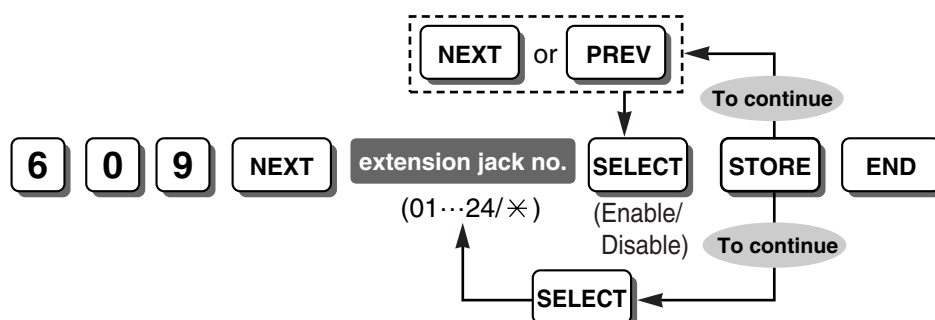 NEXT or PREV
To continue
6 0 9 NEXT extension jack no. SELECT STORE END
(01···24/✳) (Enable/
Disable) To continue
SELECT